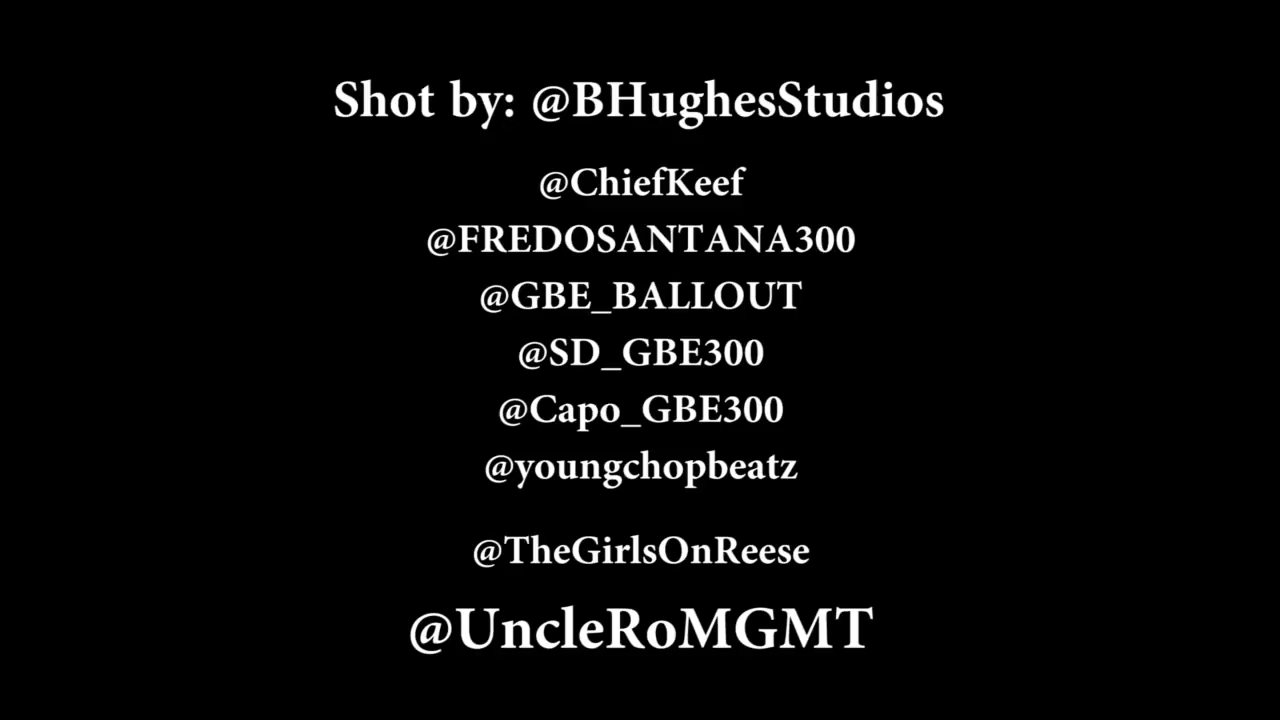 Shot by: @BHughesStudios
@ChiefKeef
@FREDOSANTANA300
@GBE_BALLOUT
@SD_GBE300
@Capo_GBE300
@youngchopbeatz
@TheGirlsOnReese
@UncleRoMGMT